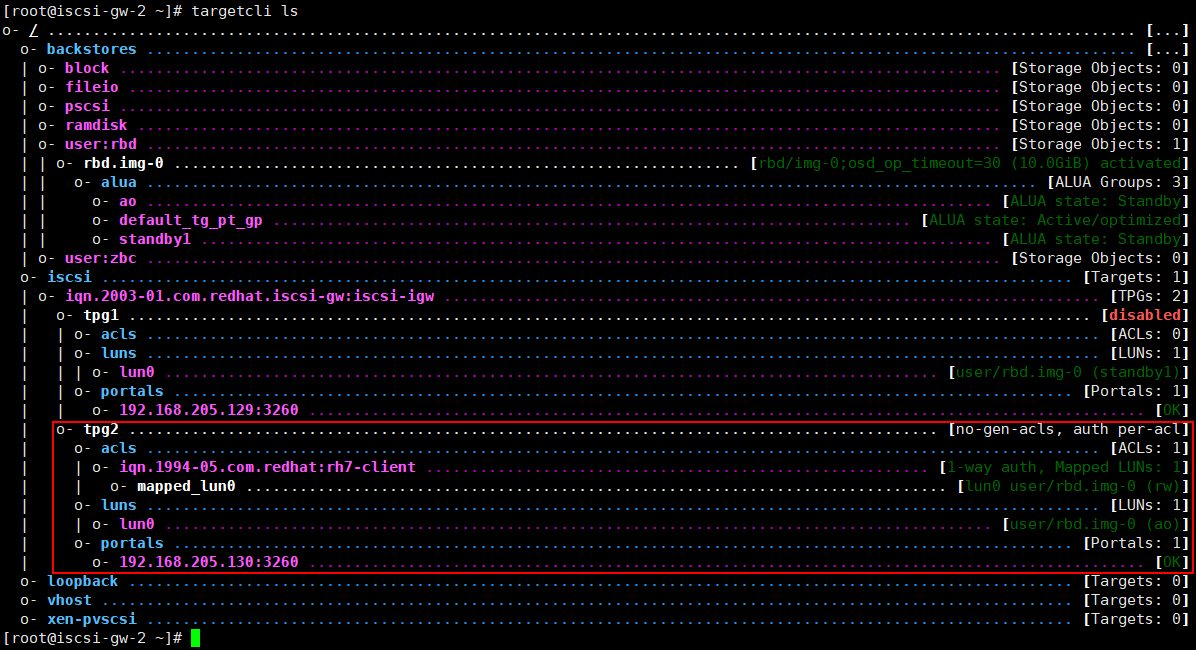 [root@iscsi-gw-2 ~]# targetcli ls
o- / ......................................................................................................................... [...]
  o- backstores .............................................................................................................. [...]
  | o- block .................................................................................................. [Storage Objects: 0]
  | o- fileio ................................................................................................. [Storage Objects: 0]
  | o- pscsi .................................................................................................. [Storage Objects: 0]
  | o- ramdisk ................................................................................................ [Storage Objects: 0]
  | o- user:rbd ............................................................................................... [Storage Objects: 1]
  | | o- rbd.img-0 ............................................................... [rbd/img-0;osd_op_timeout=30 (10.0GiB) activated]
  | |   o- alua ................................................................................................... [ALUA Groups: 3]
  | |     o- ao .............................................................................................. [ALUA state: Standby]
  | |     o- default_tg_pt_gp ....................................................................... [ALUA state: Active/optimized]
  | |     o- standby1 ........................................................................................ [ALUA state: Standby]
  | o- user:zbc ............................................................................................... [Storage Objects: 0]
  o- iscsi ............................................................................................................ [Targets: 1]
  | o- iqn.2003-01.com.redhat.iscsi-gw:iscsi-igw ......................................................................... [TPGs: 2]
  |   o- tpg1 ........................................................................................................... [disabled]
  |   | o- acls .......................................................................................................... [ACLs: 0]
  |   | o- luns .......................................................................................................... [LUNs: 1]
  |   | | o- lun0 ...................................................................................... [user/rbd.img-0 (standby1)]
  |   | o- portals .................................................................................................... [Portals: 1]
  |   |   o- 192.168.205.129:3260 ............................................................................................. [OK]
  |   o- tpg2 .......................................................................................... [no-gen-acls, auth per-acl]
  |     o- acls .......................................................................................................... [ACLs: 1]
  |     | o- iqn.1994-05.com.redhat:rh7-client ........................................................ [1-way auth, Mapped LUNs: 1]
  |     |   o- mapped_lun0 .............................................................................. [lun0 user/rbd.img-0 (rw)]
  |     o- luns .......................................................................................................... [LUNs: 1]
  |     | o- lun0 ............................................................................................ [user/rbd.img-0 (ao)]
  |     o- portals .................................................................................................... [Portals: 1]
  |       o- 192.168.205.130:3260 ............................................................................................. [OK]
  o- loopback ......................................................................................................... [Targets: 0]
  o- vhost ............................................................................................................ [Targets: 0]
  o- xen-pvscsi ....................................................................................................... [Targets: 0]
[root@iscsi-gw-2 ~]#